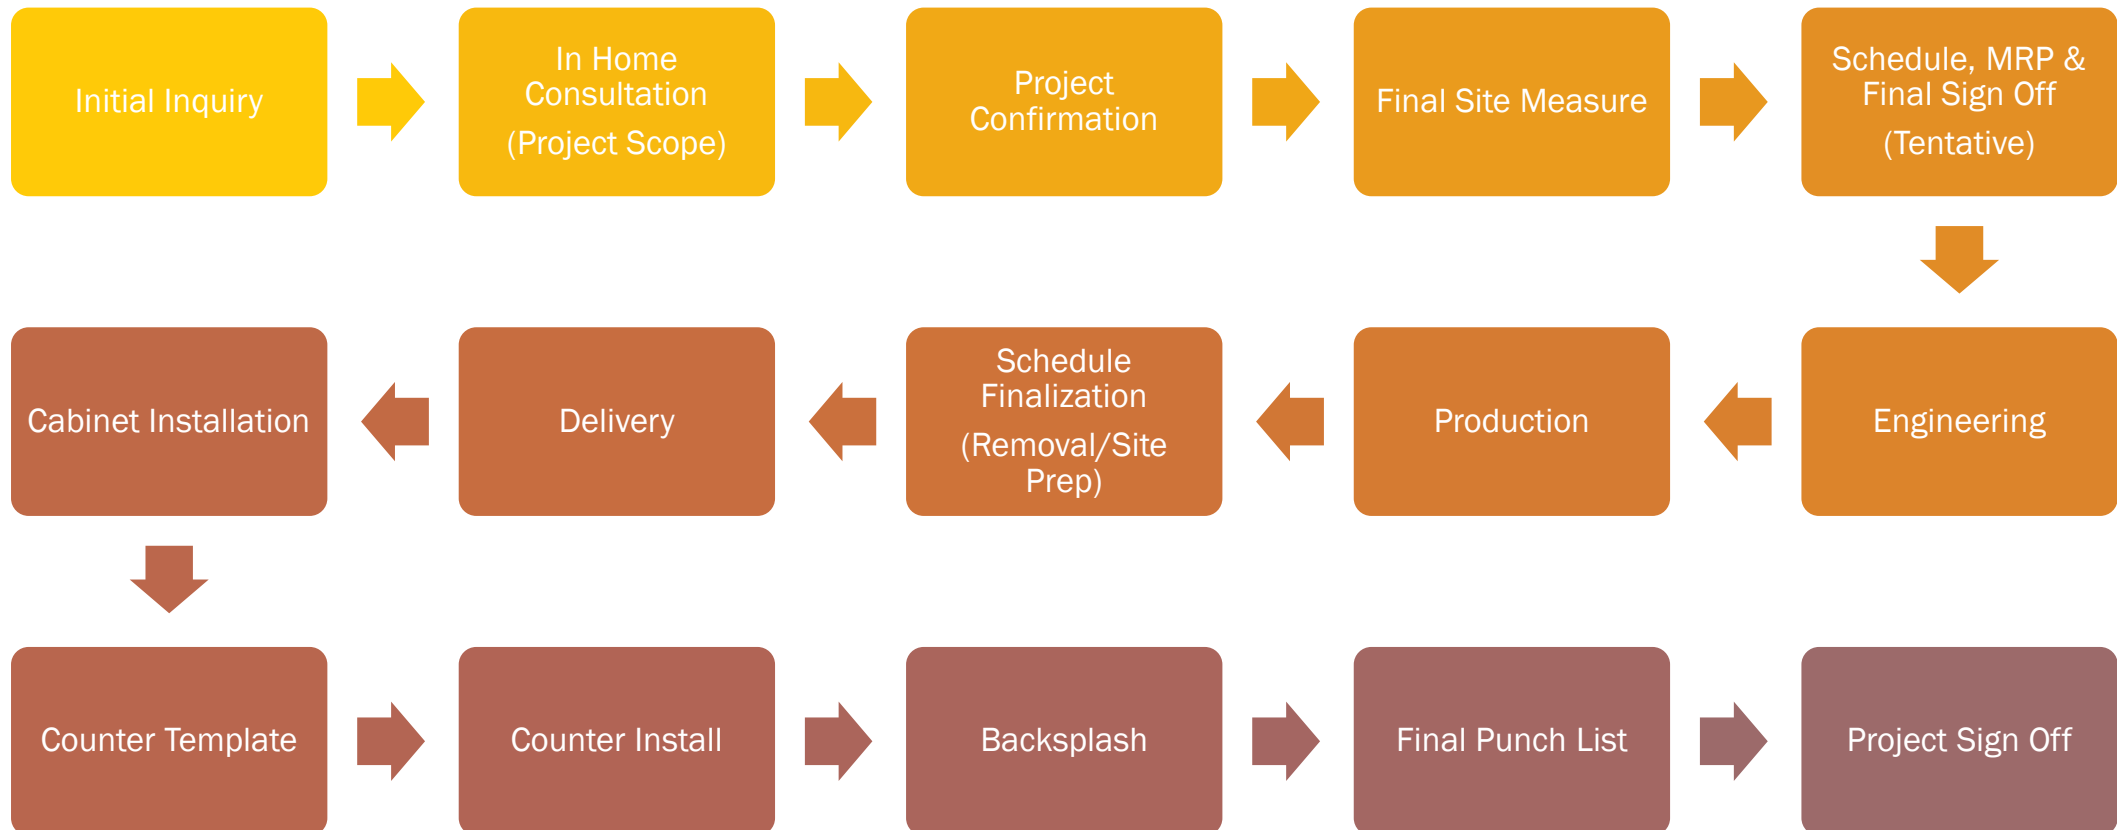 Initial Inquiry
In Home
Consultation
(Project Scope)
Project
Confirmation
Final Site Measure
Schedule, MRP &
Final Sign Off
(Tentative)
Engineering
Production
Schedule
Finalization
(Removal/Site
Prep)
Delivery
Cabinet Installation
Counter Template
Counter Install
Backsplash
Final Punch List
Project Sign Off